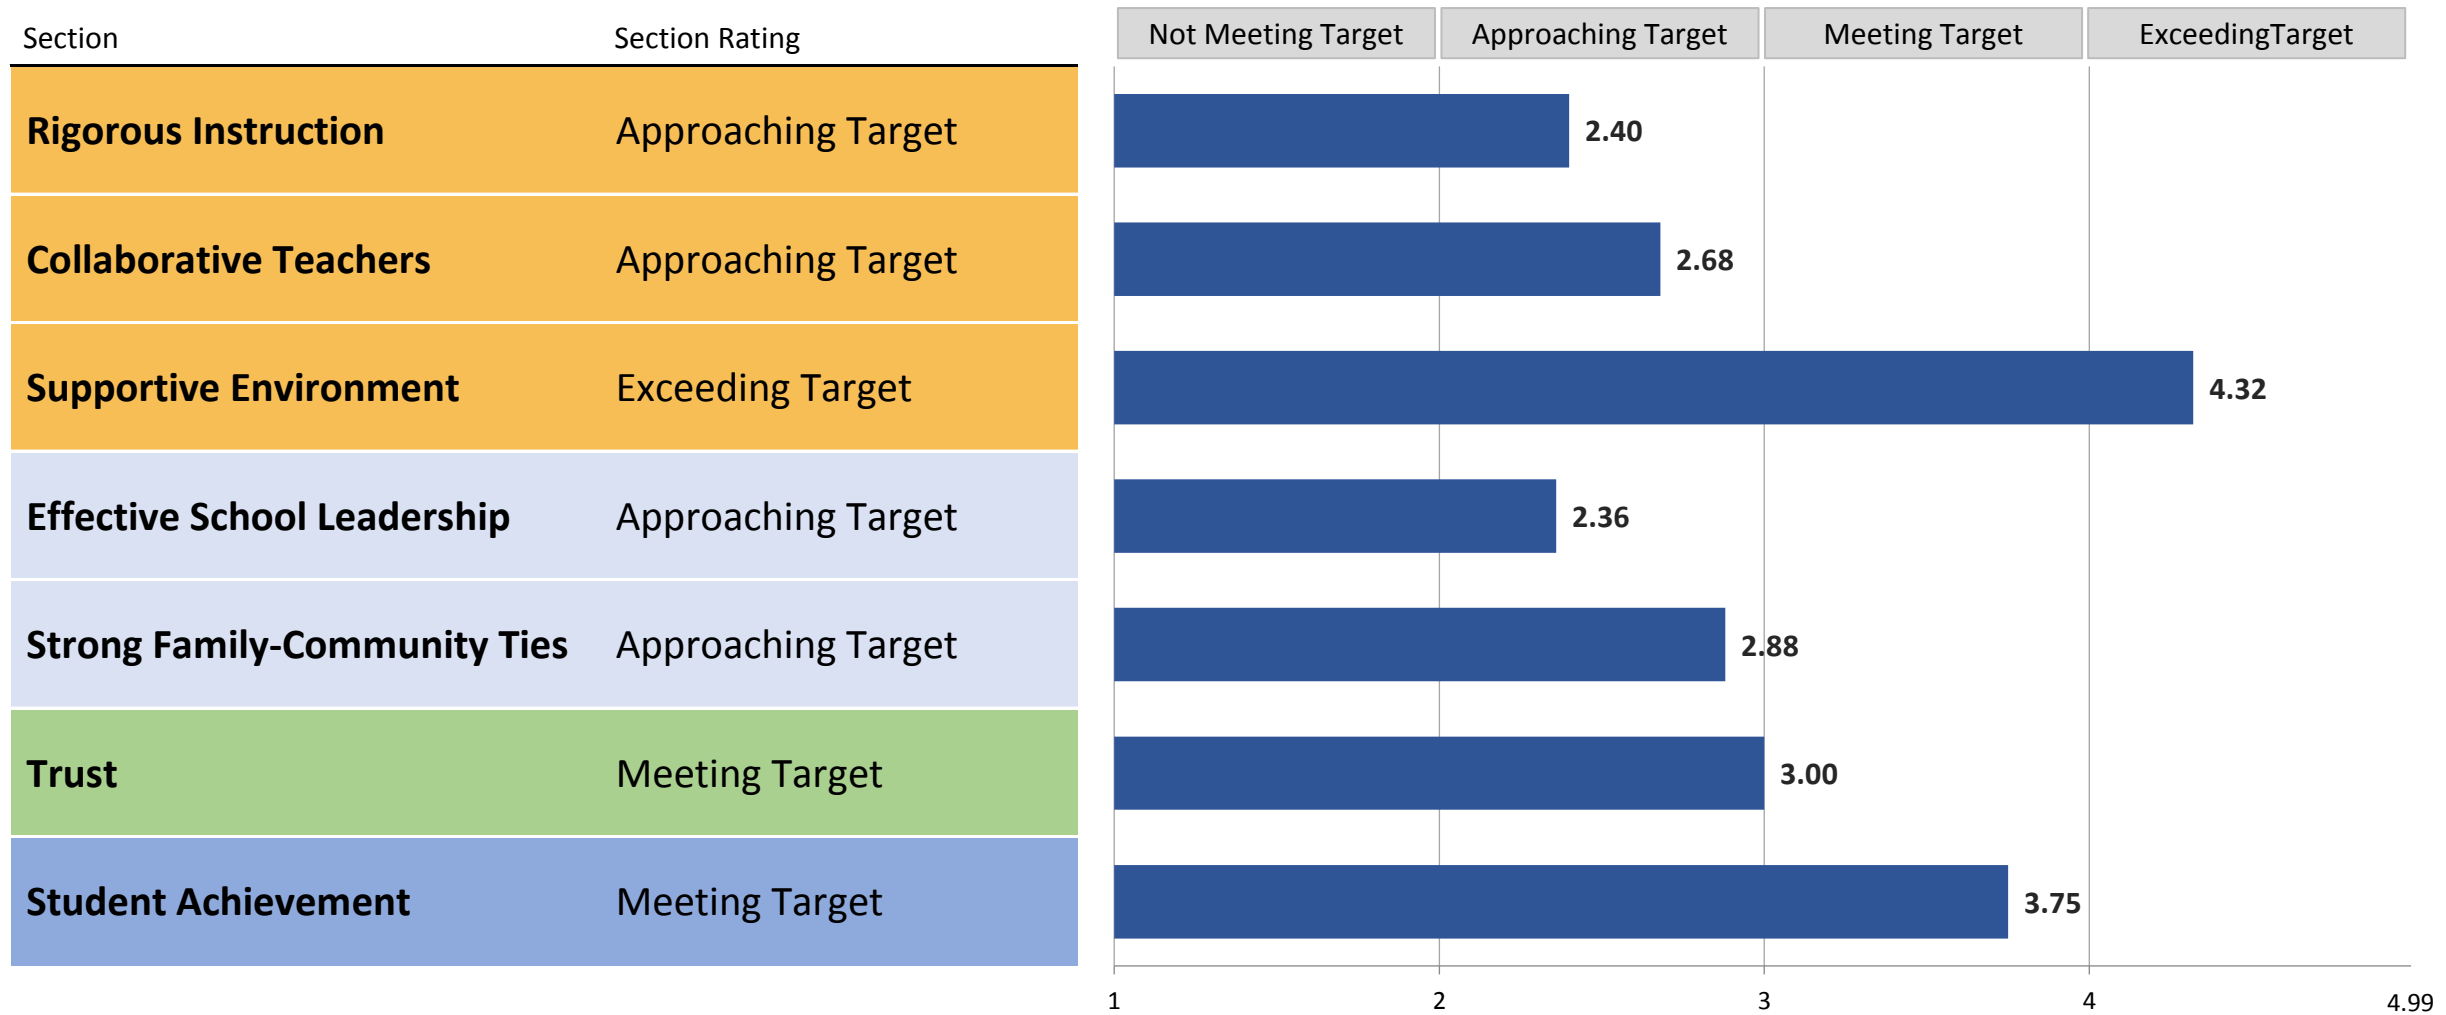 Section Section Rating Not Meeting Target Approaching Target Meeting Target ExceedingTarget
Rigorous Instruction Approaching Target 2.40
Collaborative Teachers Approaching Target 2.68
Supportive Environment Exceeding Target 4.32
Effective School Leadership Approaching Target 2.36
Strong Family-Community Ties Approaching Target 2.88
Trust Meeting Target 3.00
Student Achievement Meeting Target 3.75
1 2 3 4 4.99